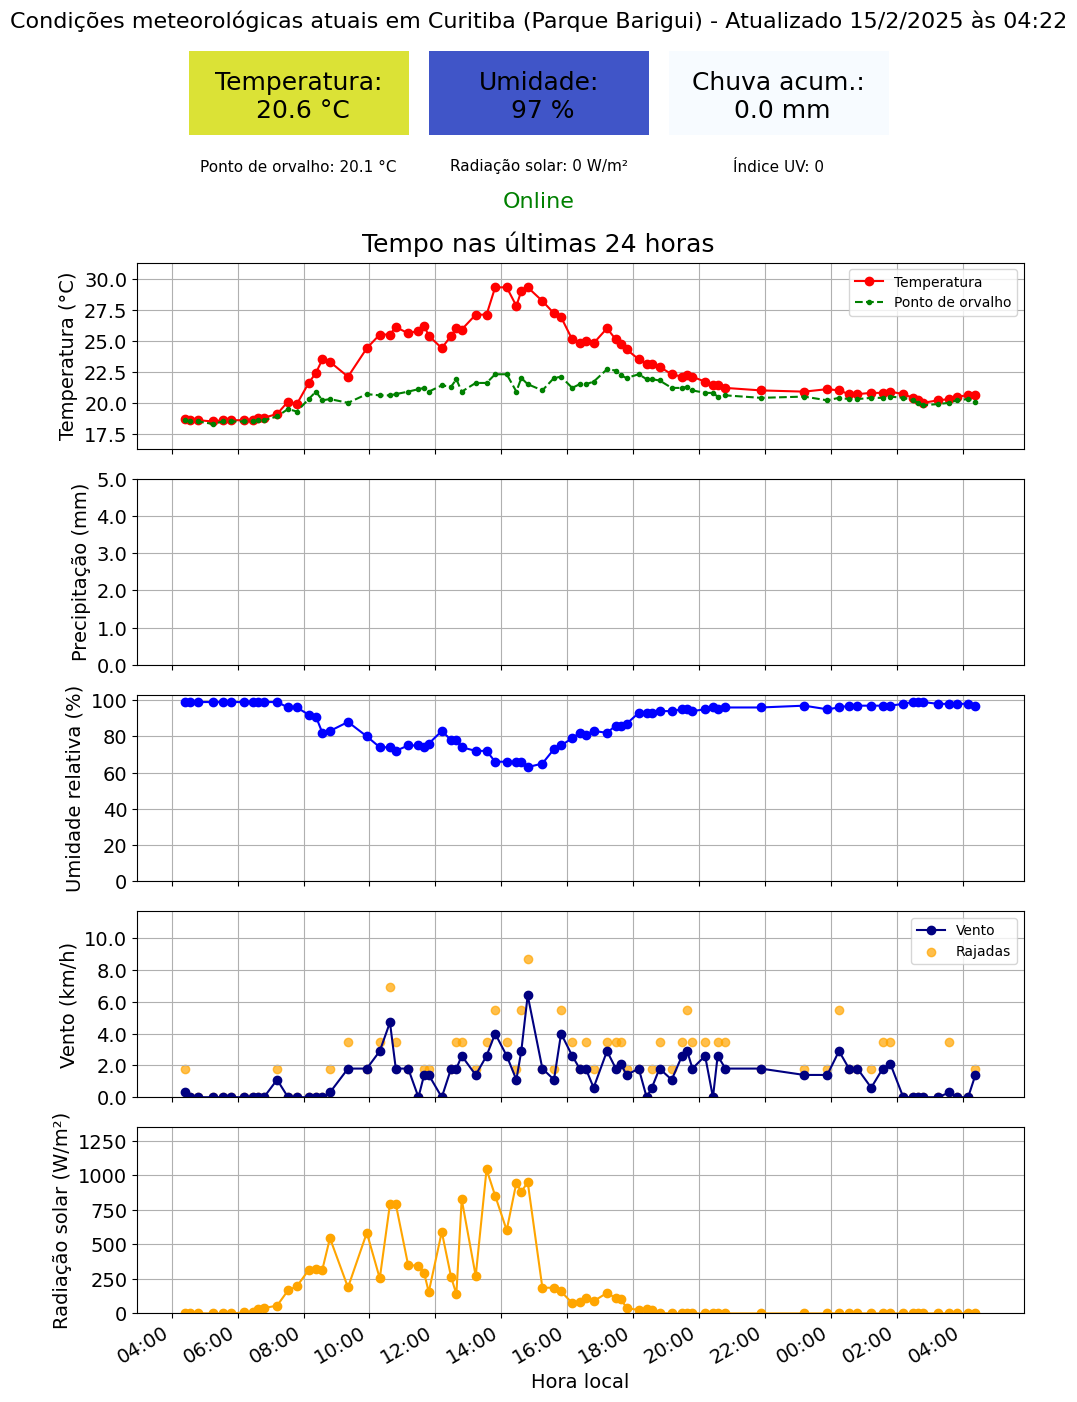 Condições meteorológicas atuais em Curitiba (Parque Barigui) - Atualizado 15/2/2025 às 04:22
Temperatura:
20.6 °C
Umidade:
97 %
Chuva acum.:
0.0 mm
Ponto de orvalho: 20.1 °C
Radiação solar: 0 W/m²
Índice UV: 0
Online
Tempo nas últimas 24 horas
Temperatura (°C)
30.0
27.5
25.0
22.5
20.0
17.5
Temperatura
Ponto de orvalho
Precipitação (mm)
5.0
4.0
3.0
2.0
1.0
0.0
Umidade relativa (%)
100
80
60
40
20
0
Vento (km/h)
10.0
8.0
6.0
4.0
2.0
0.0
Vento
Rajadas
Radiação solar (W/m²)
1250
1000
750
500
250
0
04:00
06:00
08:00
10:00
12:00
14:00
16:00
18:00
20:00
22:00
00:00
02:00
04:00
Hora local